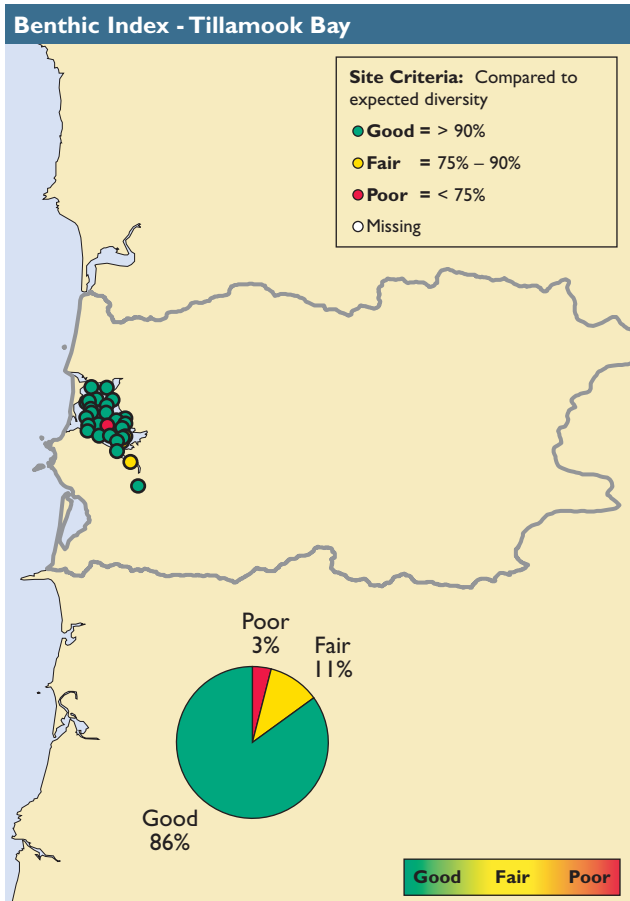 Benthic Index - Tillamook Bay
Site Criteria: Compared to
expected diversity
Good = > 90%
Fair = 75% – 90%
Poor = < 75%
Missing
Poor
3%
Fair
11%
Good
86%
Good Fair Poor